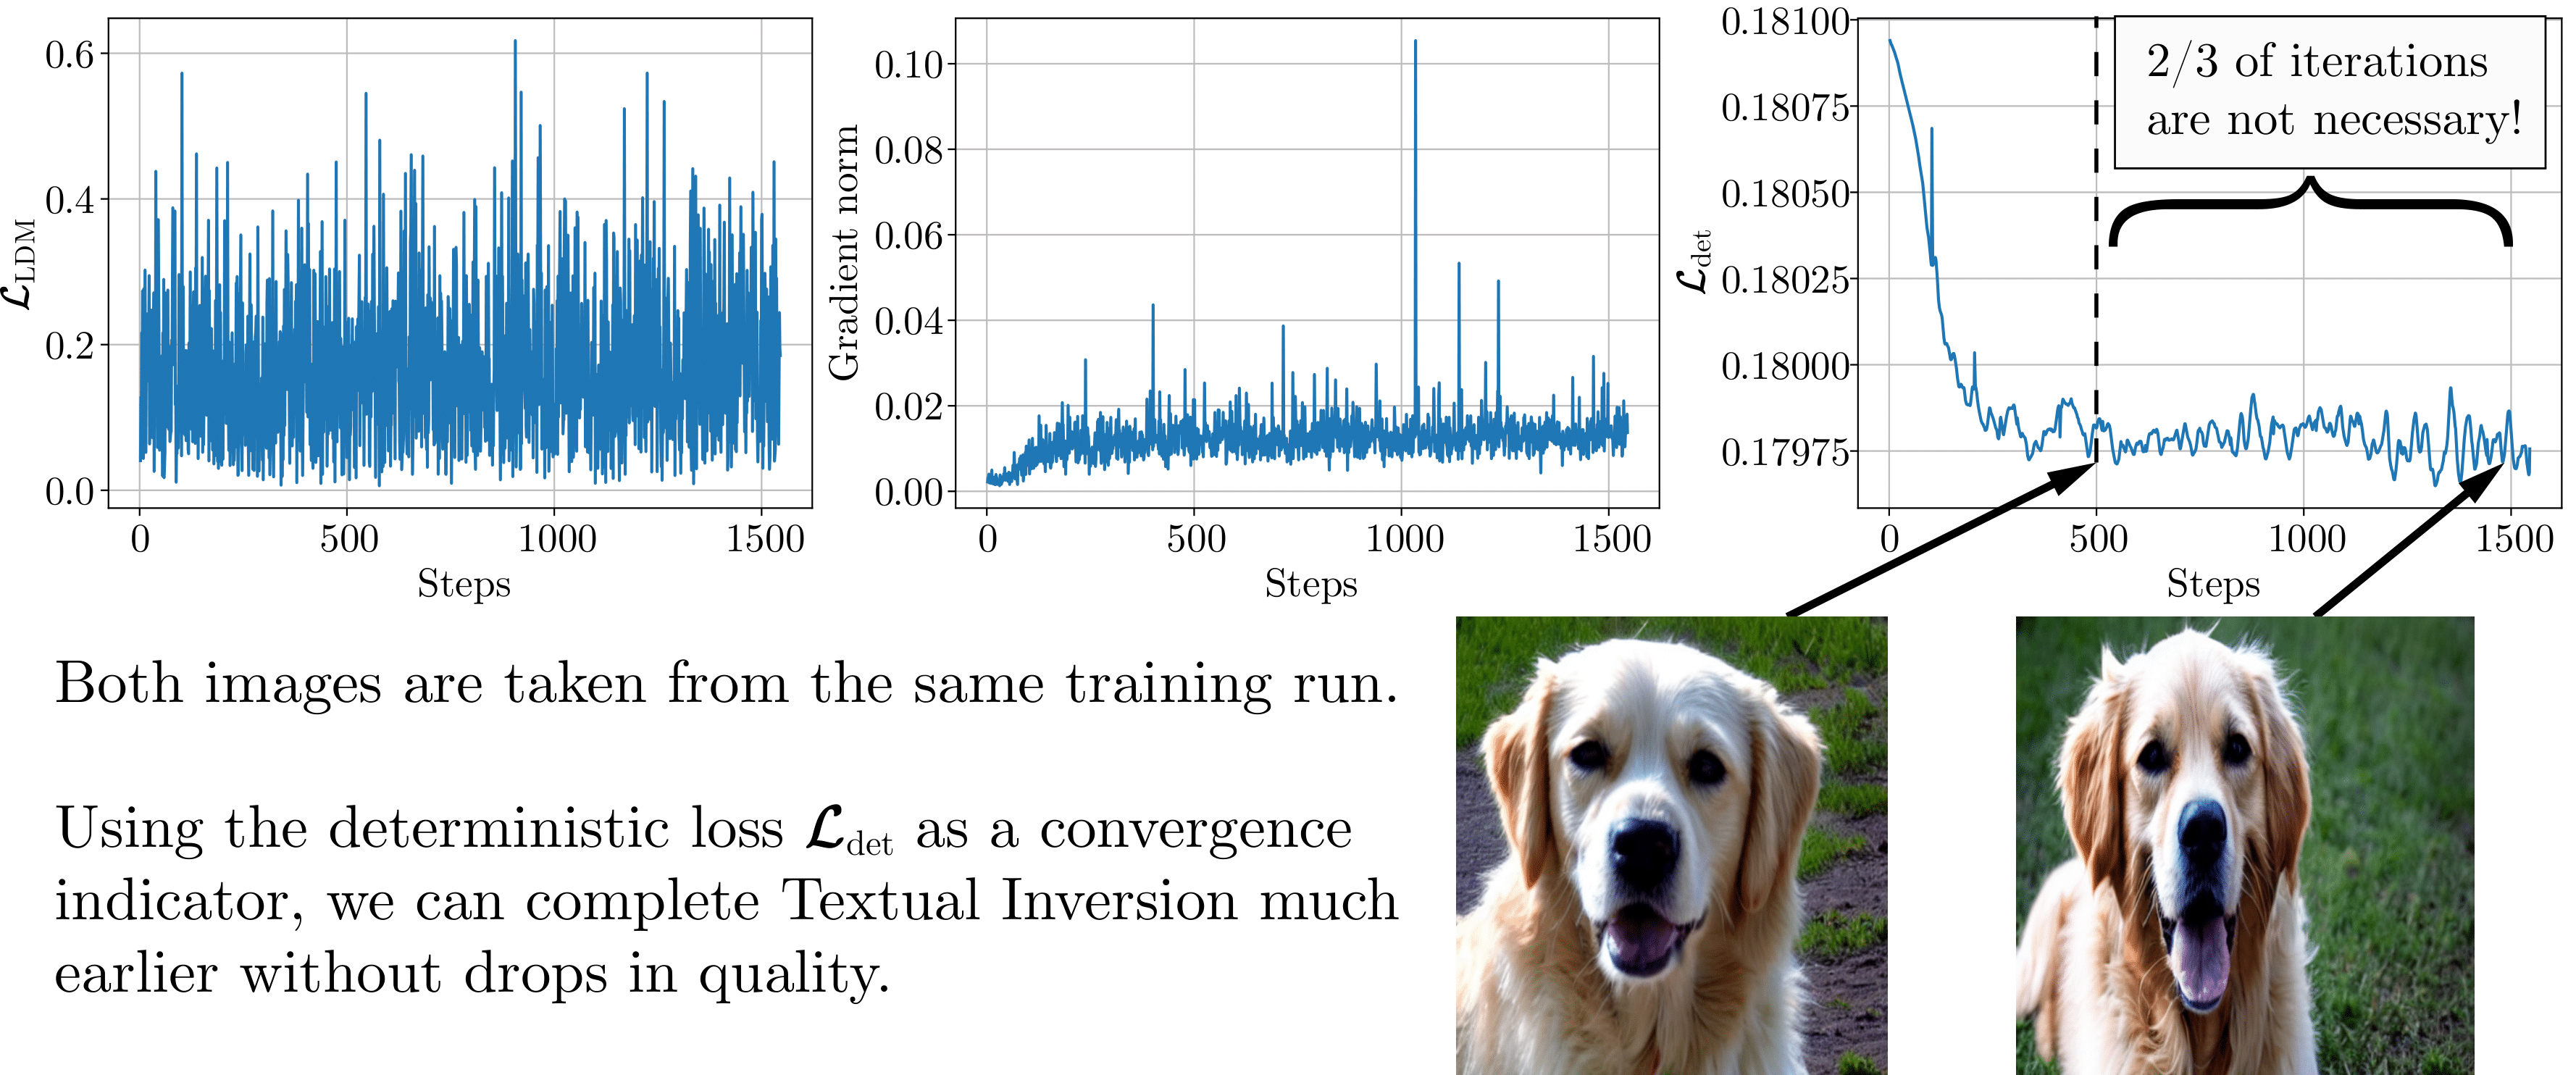 0.6
0.4
0.2
0.0
ℒLDM
0 500 1000 1500
Steps
0.10
0.08
0.06
0.04
0.02
0.00
Gradient norm
0 500 1000 1500
Steps
0.18100
0.18075
0.18050
0.18025
0.18000
0.17975
ℒdet
0 500 1000 1500
Steps
2/3 of iterations
are not necessary!
Both images are taken from the same training run.
Using the deterministic loss ℒdet as a convergence
indicator, we can complete Textual Inversion much
earlier without drops in quality.